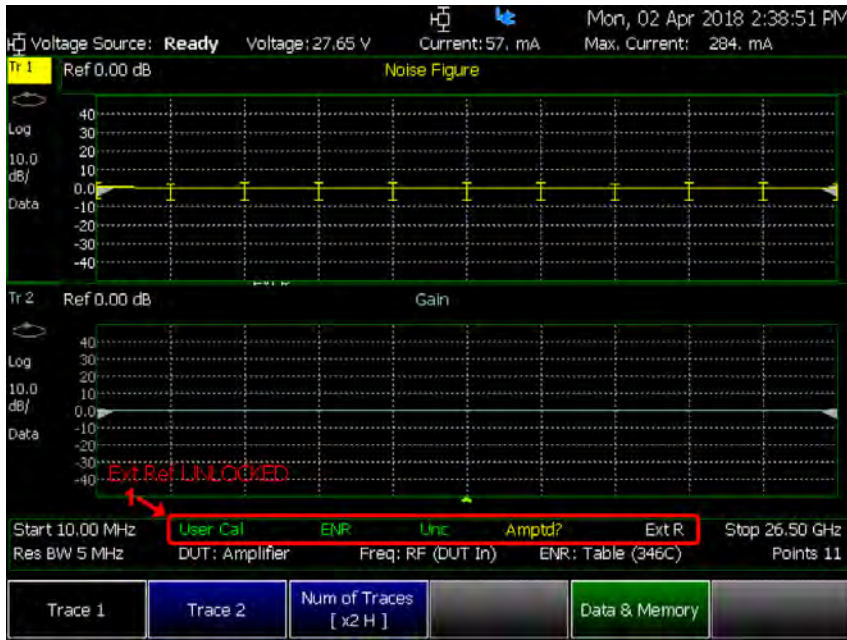 Mon, 02 Apr 2018 2:38:51 PM
Voltage Source: Ready Voltage: 27.65 V Current: 57. mA Max. Current: 284. mA
Tr 1 Ref 0.00 dB Noise Figure
Log
10.0
dB/
Data
40
30
20
10
0.0
-10
-20
-30
-40
Tr 2 Ref 0.00 dB Gain
Log
10.0
dB/
Data
40
30
20
10
0.0
-10
-20
-30
-40
Ext Ref UNLOCKED
Start 10.00 MHz User Cal ENR Unc Amptd? Ext R Stop 26.50 GHz
Res BW 5 MHz DUT: Amplifier Freq: RF (DUT In) ENR: Table (346C) Points 11
Trace 1
Trace 2
Num of Traces
[ x2 H ]
Data & Memory